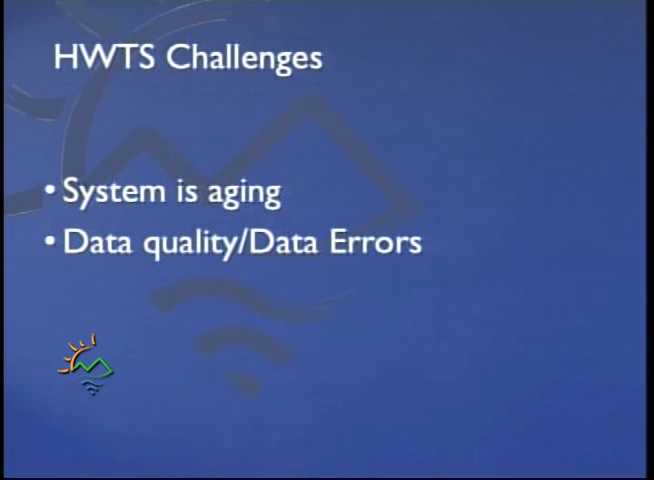 HWTS Challenges
• System is aging
• Data quality/Data Errors